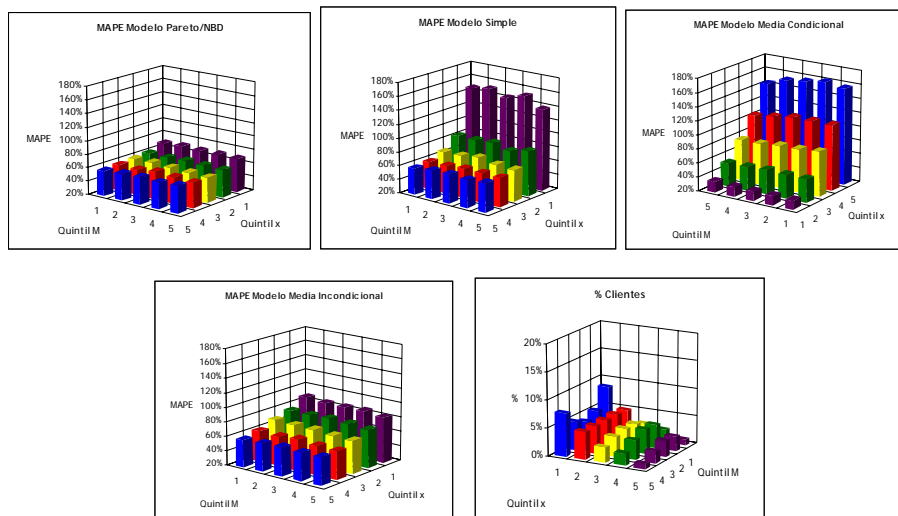 MAPE Modelo Pareto/NBD
180%
160%
140%
120%
100%
80%
60%
40%
20%
MAPE
1 2 3 4 5
Quintil M
5 4 3 2 1
Quintil x
MAPE Modelo Simple
180%
160%
140%
120%
100%
80%
60%
40%
20%
MAPE
1 2 3 4 5
Quintil M
5 4 3 2 1
Quintil x
MAPE Modelo Media Condicional
180%
160%
140%
120%
100%
80%
60%
40%
20%
MAPE
5 4 3 2 1
Quintil M
1 2 3 4 5
Quintil x
MAPE Modelo Media Incondicional
180%
160%
140%
120%
100%
80%
60%
40%
20%
MAPE
1 2 3 4 5
Quintil M
5 4 3 2 1
Quintil x
% Clientes
20%
15%
10%
5%
0%
%
1 2 3 4 5
Quintil x
5 4 3 2 1
Quintil M